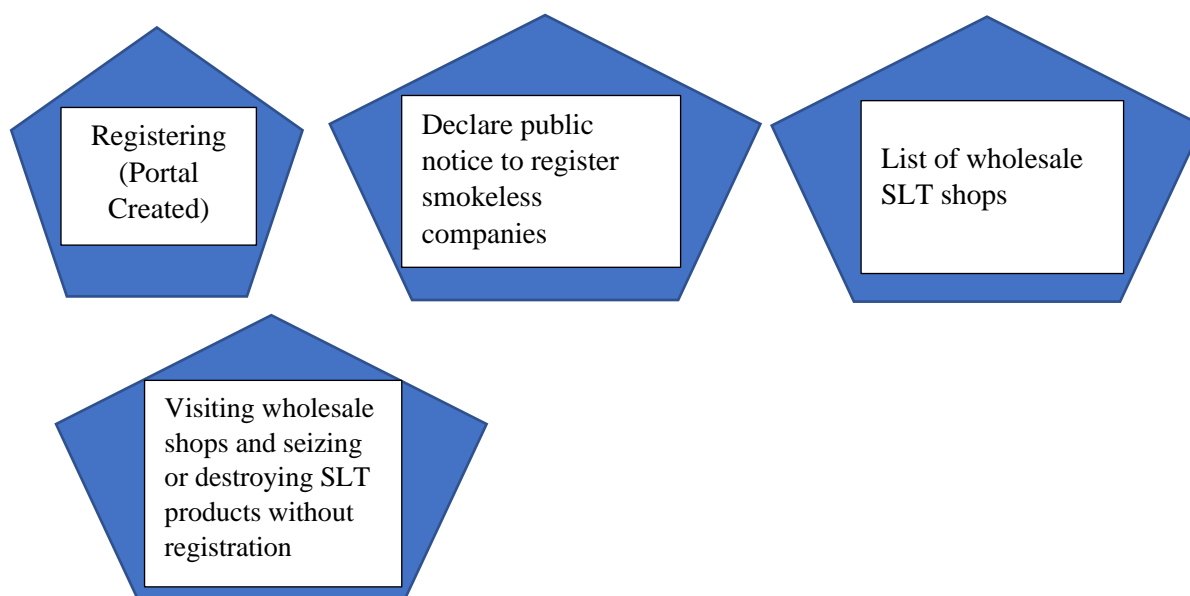 Registering
(Portal
Created)
Declare public
notice to register
smokeless
companies
List of wholesale
SLT shops
Visiting wholesale
shops and seizing
or destroying SLT
products without
registration